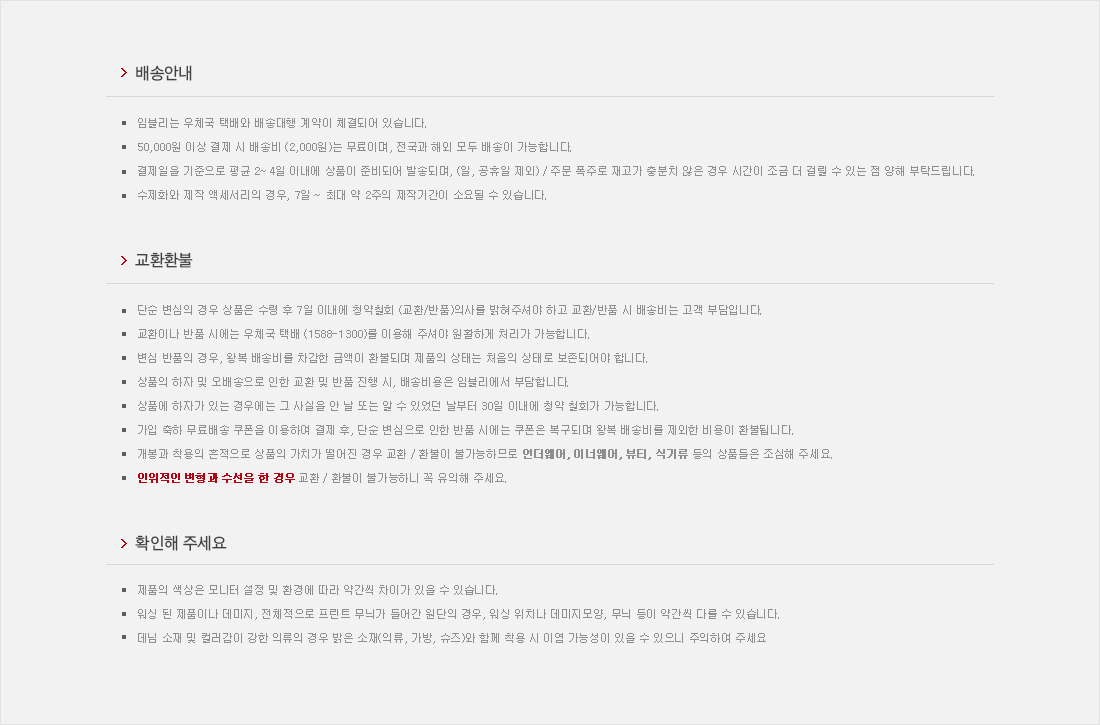 배송안내
임블리는 우체국 택배와 배송대행 계약이 체결되어 있습니다.
50,000원 이상 결제 시 배송비 (2,000원)는 무료이며, 전국과 해외 모두 배송이 가능합니다.
결제일을 기준으로 평균 2~ 4일 이내에 상품이 준비되어 발송되며, (일, 공휴일 제외) / 주문 폭주로 재고가 충분치 않은 경우 시간이 조금 더 걸릴 수 있는 점 양해 부탁드립니다.
수제화와 제작 액세서리의 경우, 7일 ~ 최대 약 2주의 제작기간이 소요될 수 있습니다.
교환환불
단순 변심의 경우 상품은 수령 후 7일 이내에 청약철회 (교환/반품)의사를 밝혀주셔야 하고 교환/반품 시 배송비는 고객 부담입니다.
교환이나 반품 시에는 우체국 택배 (1588-1300)를 이용해 주셔야 원활하게 처리가 가능합니다.
변심 반품의 경우, 왕복 배송비를 차감한 금액이 환불되며 제품의 상태는 처음의 상태로 보존되어야 합니다.
상품의 하자 및 오배송으로 인한 교환 및 반품 진행 시, 배송비용은 임블리에서 부담합니다.
상품에 하자가 있는 경우에는 그 사실을 안 날 또는 알 수 있었던 날부터 30일 이내에 청약 철회가 가능합니다.
가입 축하 무료배송 쿠폰을 이용하여 결제 후, 단순 변심으로 인한 반품 시에는 쿠폰은 복구되며 왕복 배송비를 제외한 비용이 환불됩니다.
개봉과 착용의 흔적으로 상품의 가치가 떨어진 경우 교환 / 환불이 불가능하므로 언더웨어, 이너웨어, 뷰티, 식기류 등의 상품들은 조심해 주세요.
인위적인 변형과 수선을 한 경우 교환 / 환불이 불가능하니 꼭 유의해 주세요.
확인해 주세요
제품의 색상은 모니터 설정 및 환경에 따라 약간씩 차이가 있을 수 있습니다.
워싱 된 제품이나 데미지, 전체적으로 프린트 무늬가 들어간 원단의 경우, 워싱 위치나 데미지모양, 무늬 등이 약간씩 다를 수 있습니다.
데님 소재 및 컬러감이 강한 의류의 경우 밝은 소재(의류, 가방, 슈즈)와 함께 착용 시 이염 가능성이 있을 수 있으니 주의하여 주세요